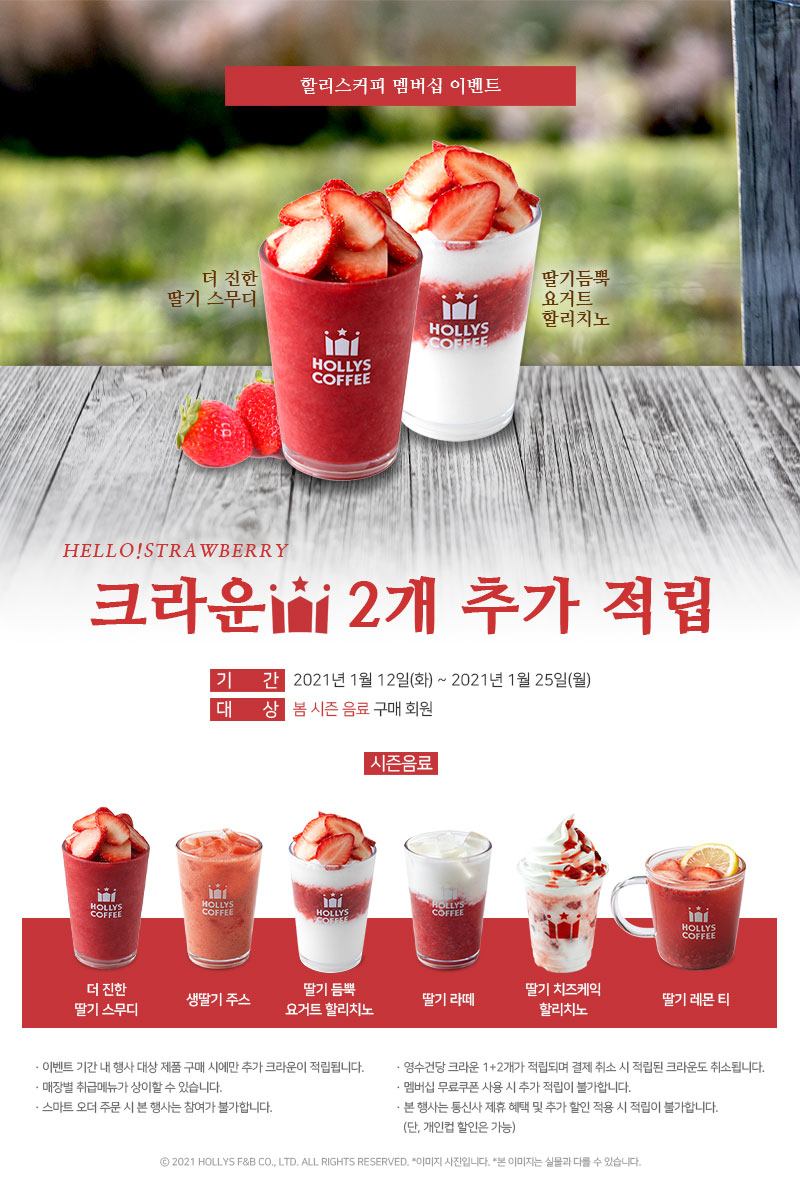 할리스커피 멤버십 이벤트
더 진한
딸기 스무디
딸기듬뿍
요거트
할리치노
HOLLYS
COFFEE
HOLLYS
COFFEE
HELLO!STRAWBERRY
크라운 2개 추가 적립
기 간 2021년 1월 12일(화) ~ 2021년 1월 25일(월)
대 상 봄 시즌 음료 구매 회원
시즌음료
HOLLYS
COFFEE
HOLLYS
COFFEE
HOLLYS
COFFEE
HOLLYS
COFFEE
HOLLYS
COFFEE
더 진한
딸기 스무디
생딸기 주스
딸기 듬뿍
요거트 할리치노
딸기 라떼
딸기 치즈케익
할리치노
딸기 레몬 티
· 이벤트 기간 내 행사 대상 제품 구매 시에만 추가 크라운이 적립됩니다.
· 매장별 취급메뉴가 상이할 수 있습니다.
· 스마트 오더 주문 시 본 행사는 참여가 불가합니다.
· 영수건당 크라운 1+2개가 적립되며 결제 취소 시 적립된 크라운도 취소됩니다.
· 멤버십 무료쿠폰 사용 시 추가 적립이 불가합니다.
· 본 행사는 통신사 제휴 혜택 및 추가 할인 적용 시 적립이 불가합니다.
(단, 개인컵 할인은 가능)
ⓒ 2021 HOLLYS F&B CO., LTD. ALL RIGHTS RESERVED. *이미지 사진입니다. *본 이미지는 실물과 다를 수 있습니다.